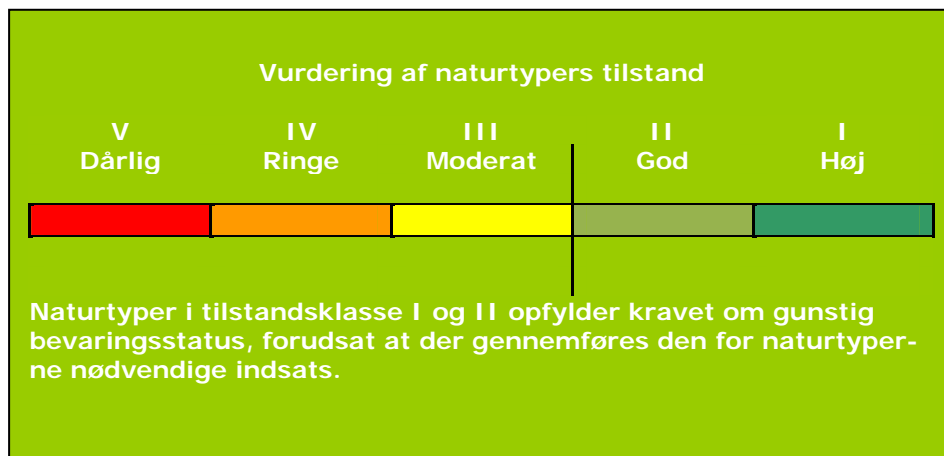 Vurdering af naturtypers tilstand
V IV III II I
Dårlig Ringe Moderat God Høj
Naturtyper i tilstandsklasse I og II opfylder kravet om gunstig
bevaringsstatus, forudsat at der gennemføres den for naturtyper-
ne nødvendige indsats.